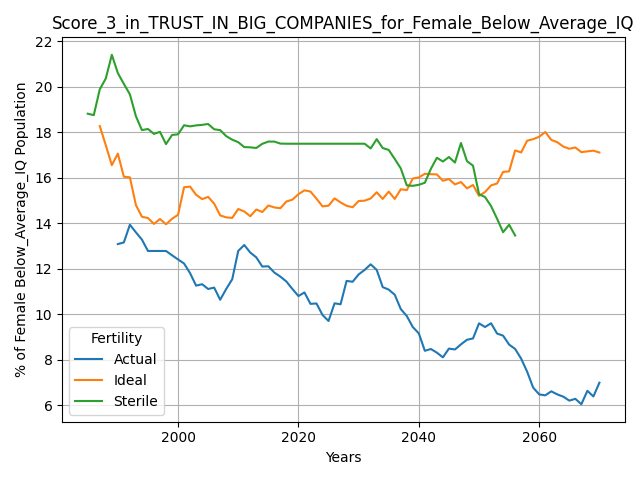 Score_3_in_TRUST_IN_BIG_COMPANIES_for_Female_Below_Average_IQ
% of Female Below_Average_IQ Population
22
20
18
16
14
12
10
8
6
Fertility
Actual
Ideal
Sterile
2000
2020
2040
2060
Years